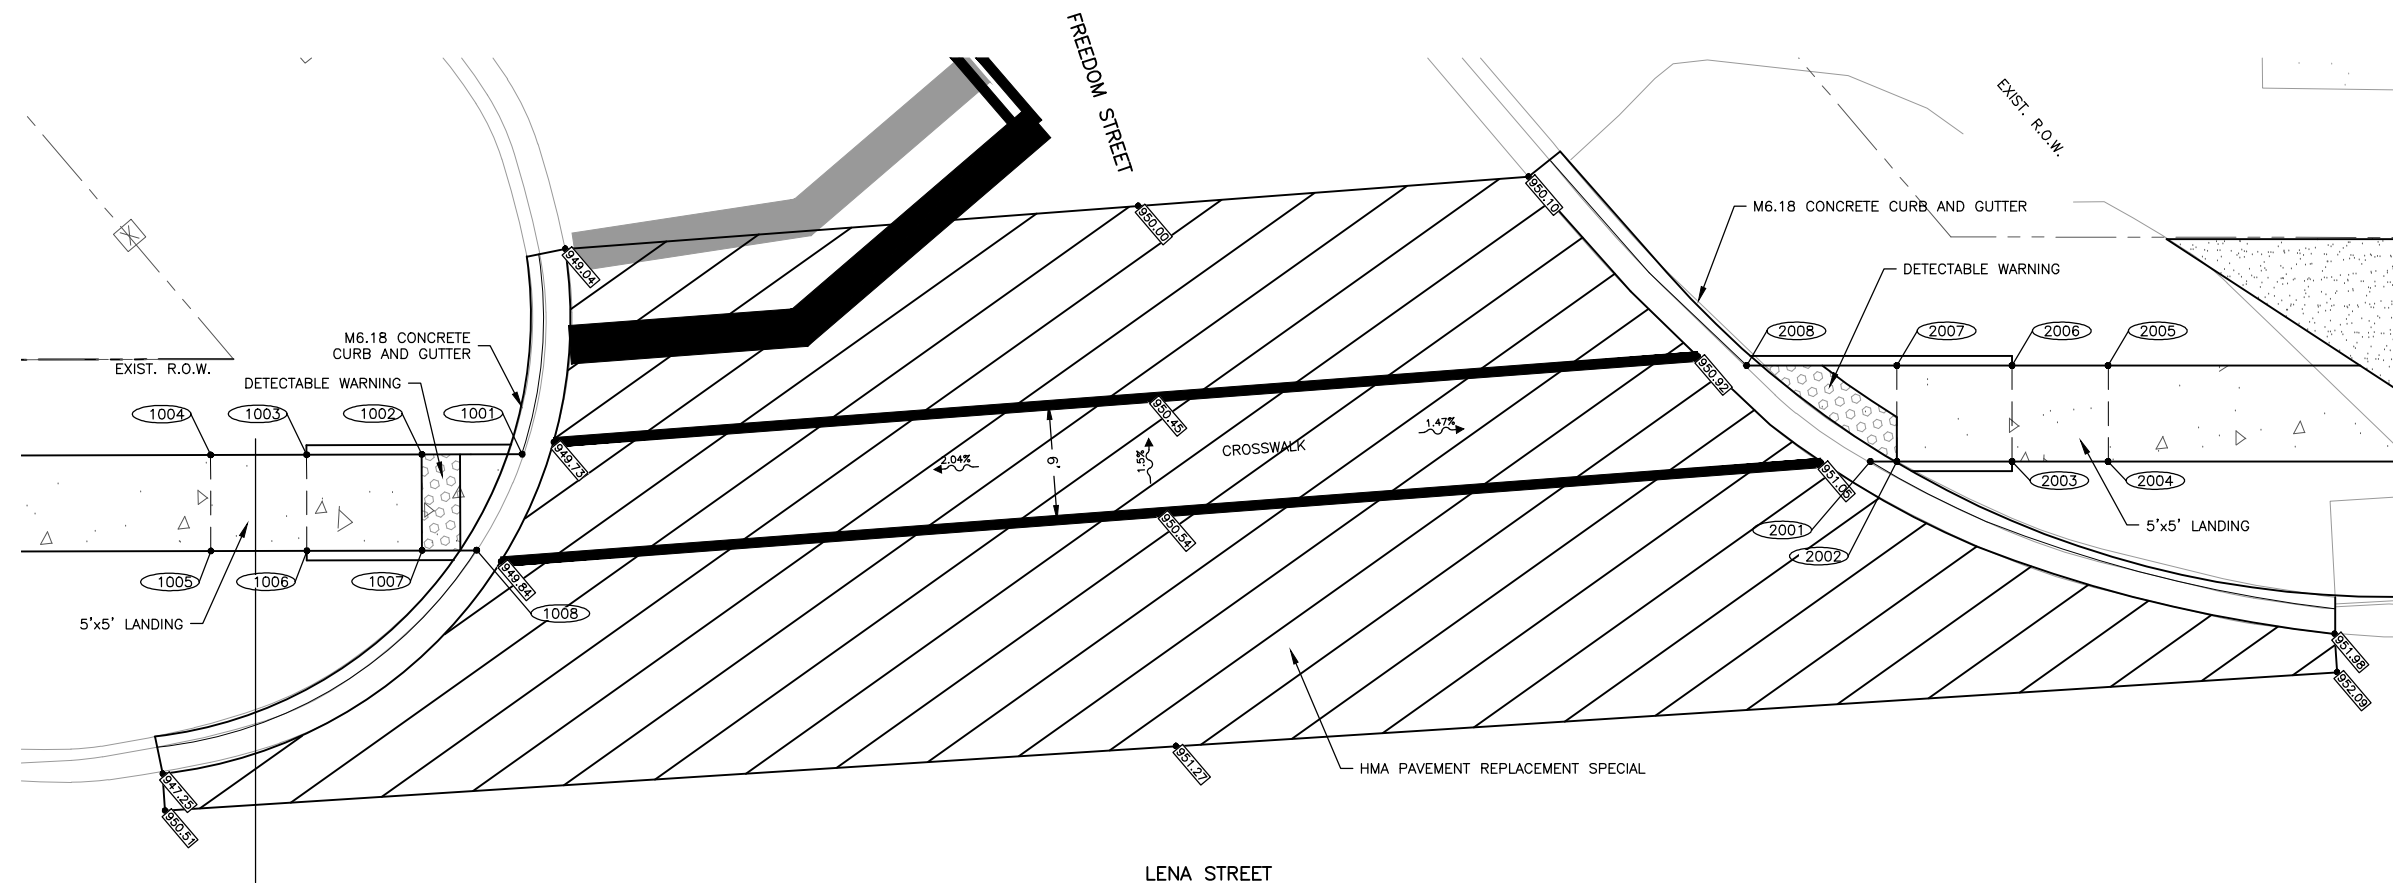 FREEDOM STREET
EXIST. R.O.W.
M6.18 CONCRETE CURB AND GUTTER
DETECTABLE WARNING
2008
2007
2006
2005
950.10
950.00
949.04
M6.18 CONCRETE
CURB AND GUTTER
EXIST. R.O.W.
DETECTABLE WARNING
1004
1003
1002
1001
950.92
950.45
949.73
2.04%
6'
1.5%
CROSSWALK
1.47%
951.05
2003
2004
2001
2002
5'x5' LANDING
950.54
949.84
1005
1006
1007
1008
5'x5' LANDING
951.98
952.09
951.27
947.25
950.51
HMA PAVEMENT REPLACEMENT SPECIAL
LENA STREET